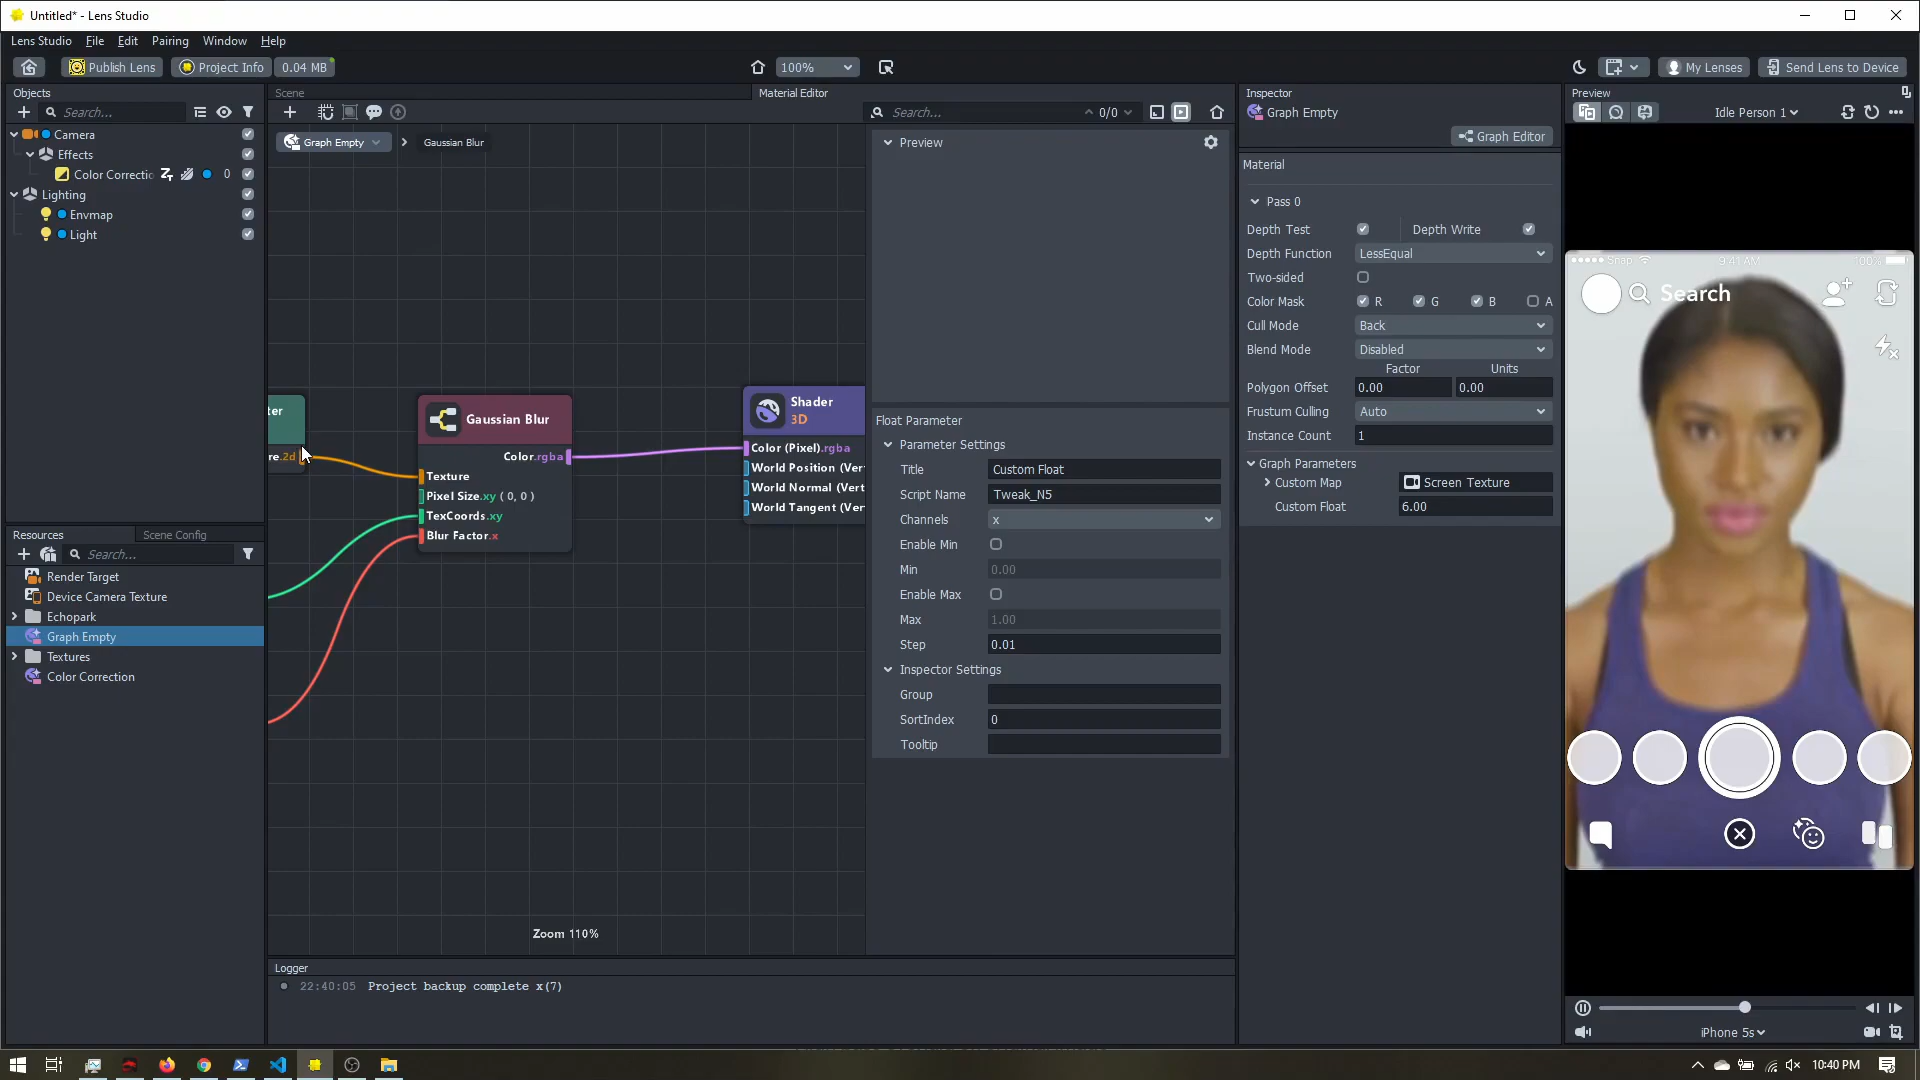 Untitled* - Lens Studio
Lens Studio File Edit Pairing Window Help
Publish Lens Project Info 0.04 MB 100% My Lenses Send Lens to Device
Objects
Search...
Camera
Effects
Color Correctio 0
Lighting
Envmap
Light
Resources Scene Config
Search...
Render Target
Device Camera Texture
Echopark
Graph Empty
Textures
Color Correction
Scene Material Editor
Search... 0/0
Graph Empty > Gaussian Blur
ter
re.2d
Gaussian Blur
Color.rgba
Texture
Pixel Size.xy ( 0, 0 )
TexCoords.xy
Blur Factor.x
Shader
3D
Color (Pixel).rgba
World Position (Ver
World Normal (Verte
World Tangent (Ver
Zoom 110%
Preview
Float Parameter
Parameter Settings
Title Custom Float
Script Name Tweak_N5
Channels x
Enable Min
Min 0.00
Enable Max
Max 1.00
Step 0.01
Inspector Settings
Group
SortIndex 0
Tooltip
Logger
22:40:05 Project backup complete x(7)
Inspector
Graph Empty
Graph Editor
Material
Pass 0
Depth Test Depth Write
Depth Function LessEqual
Two-sided
Color Mask R G B A
Cull Mode Back
Blend Mode Disabled
Factor Units
Polygon Offset 0.00 0.00
Frustum Culling Auto
Instance Count 1
Graph Parameters
Custom Map Screen Texture
Custom Float 6.00
Preview
Idle Person 1
Snap 9:41 AM 100%
Search
iPhone 5s
10:40 PM